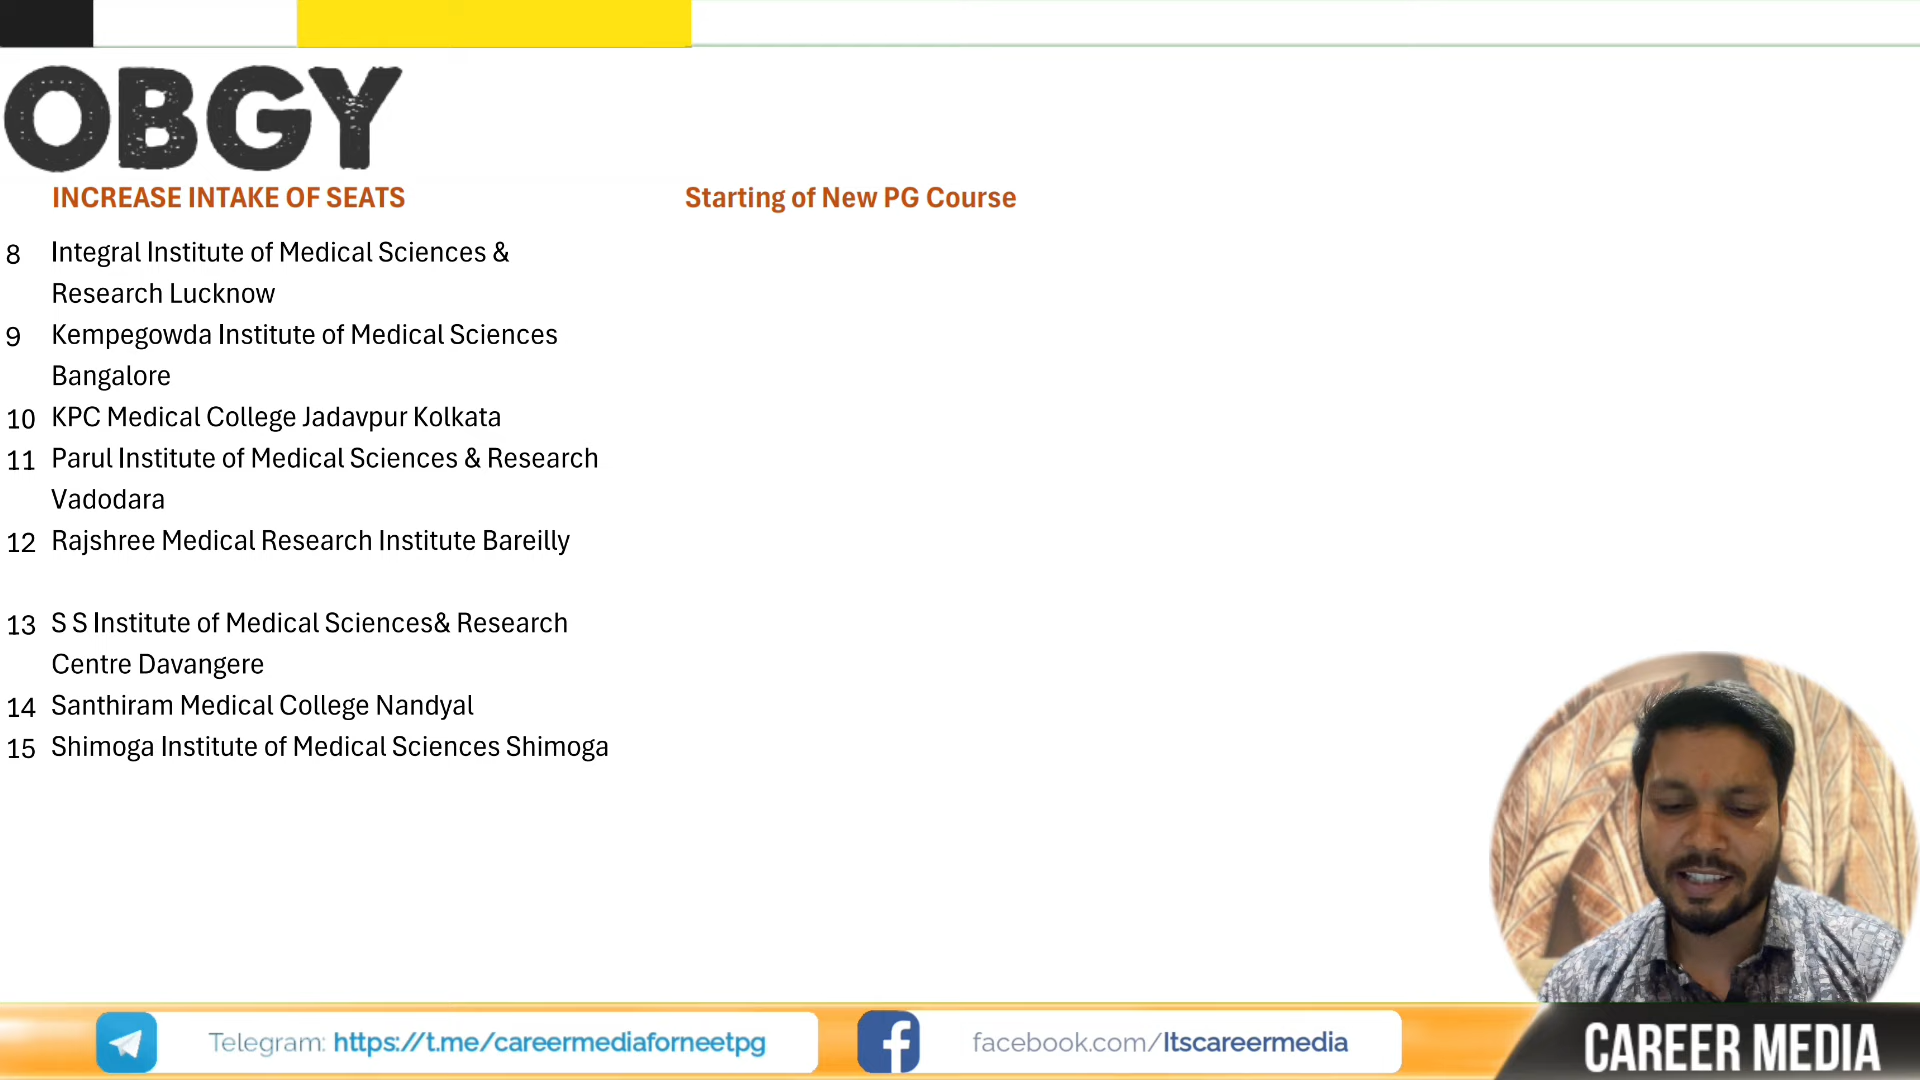 OBGY
INCREASE INTAKE OF SEATS
Starting of New PG Course
8 Integral Institute of Medical Sciences &
Research Lucknow
9 Kempegowda Institute of Medical Sciences
Bangalore
10 KPC Medical College Jadavpur Kolkata
11 Parul Institute of Medical Sciences & Research
Vadodara
12 Rajshree Medical Research Institute Bareilly
13 S S Institute of Medical Sciences& Research
Centre Davangere
14 Santhiram Medical College Nandyal
15 Shimoga Institute of Medical Sciences Shimoga
Telegram: https://t.me/careermediaforneetpg
facebook.com/Itscareermedia
CAREER MEDIA